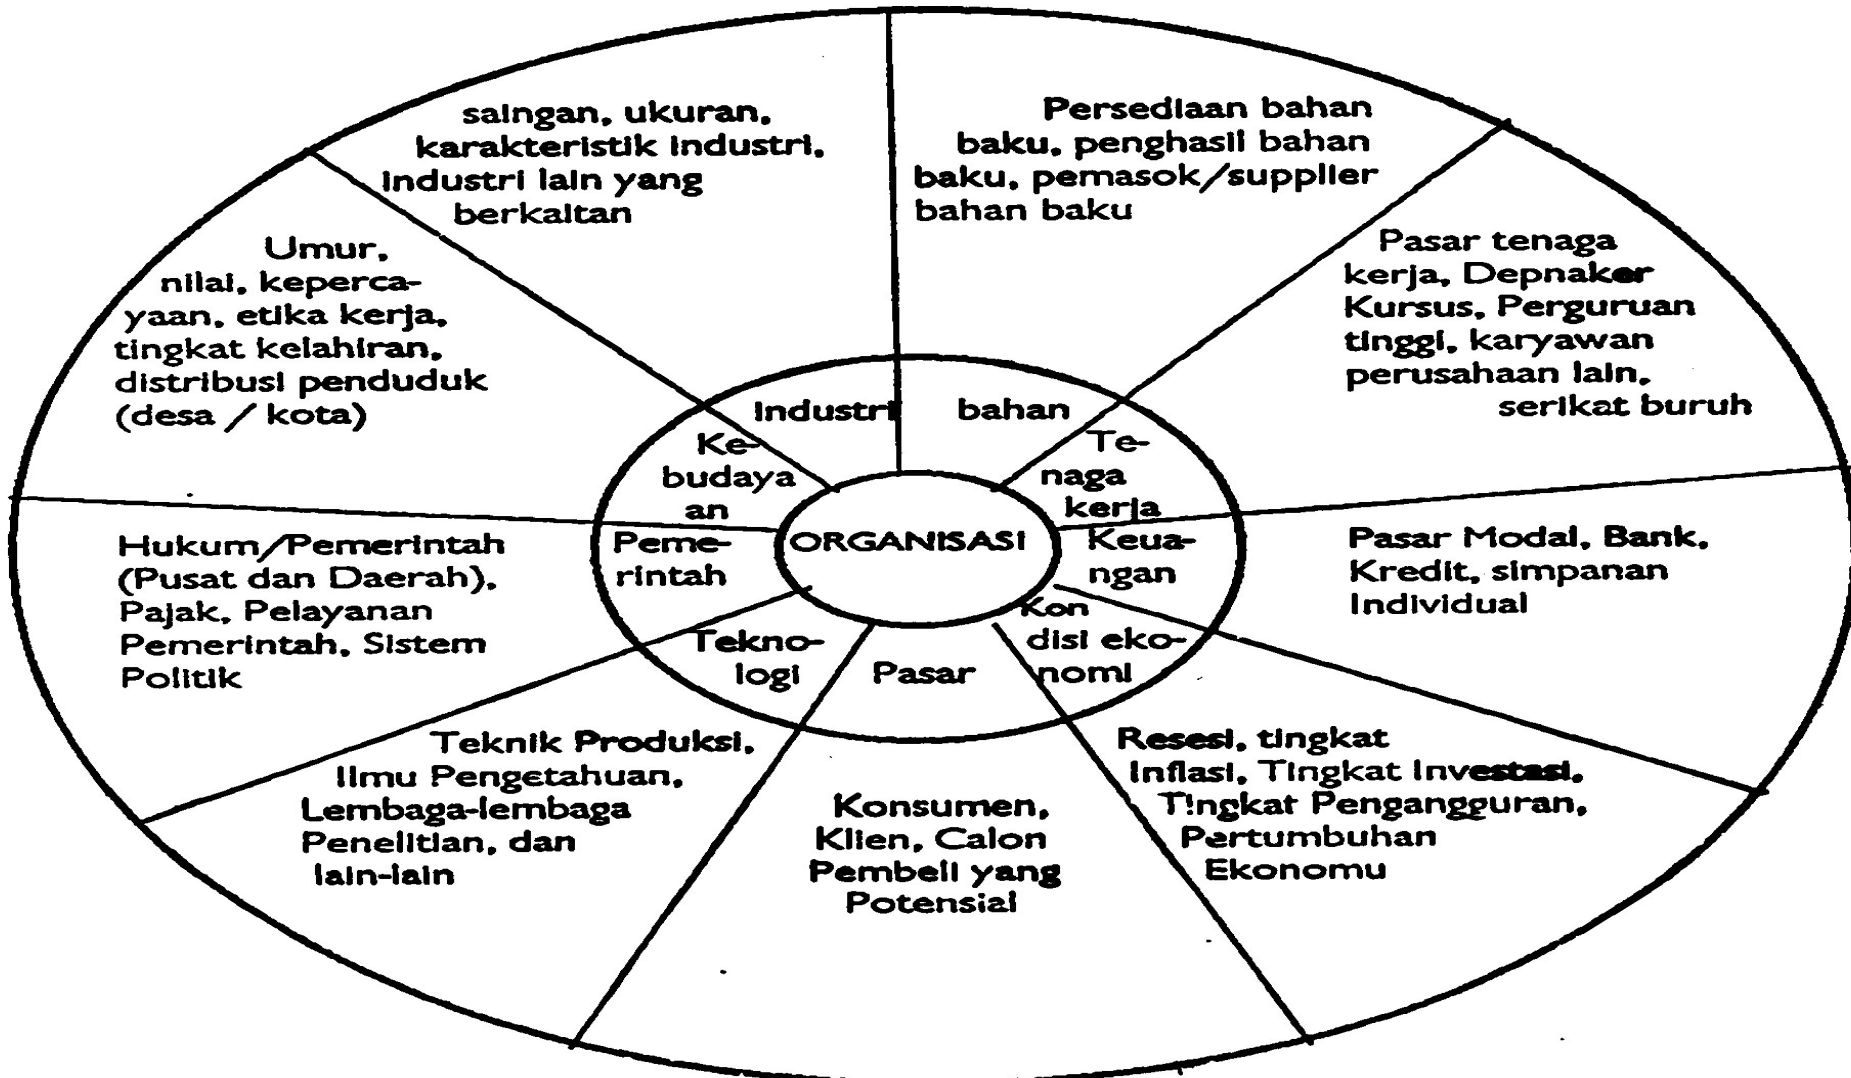 saingan, ukuran,
karakteristik Industri,
Industri lain yang
berkaitan
Persediaan bahan
baku, penghasil bahan
baku, pemasok/supplier
bahan baku
Umur,
nilai, keperca-
yaan, etika kerja,
tingkat kelahiran,
distribusi penduduk
(desa / kota)
Pasar tenaga
kerja, Depnaker
Kursus, Perguruan
tinggi, karyawan
perusahaan lain,
serikat buruh
Industri
bahan
Ke-
budaya
an
Te-
naga
kerja
ORGANISASI
Peme-
rintah
Keua-
ngan
Tekno-
logi
Pasar
Kon
disi eko-
nomi
Hukum/Pemerintah
(Pusat dan Daerah),
Pajak, Pelayanan
Pemerintah, Sistem
Politik
Pasar Modal, Bank,
Kredit, simpanan
Individual
Teknik Produksi,
Ilmu Pengetahuan,
Lembaga-lembaga
Penelitian, dan
lain-lain
Konsumen,
Klien, Calon
Pembeli yang
Potensial
Resesi, tingkat
Inflasi, Tingkat Investasi,
Tingkat Pengangguran,
Pertumbuhan
Ekonomu